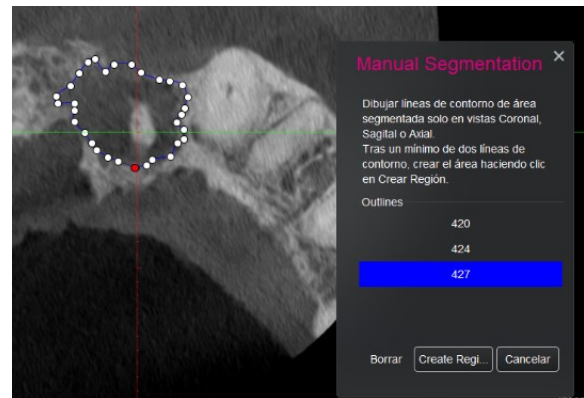 Manual Segmentation ×
Dibujar líneas de contorno de área
segmentada solo en vistas Coronal,
Sagital o Axial.
Tras un mínimo de dos líneas de
contorno, crear el área haciendo clic
en Crear Región.
Outlines
420
424
427
Borrar Create Regi... Cancelar